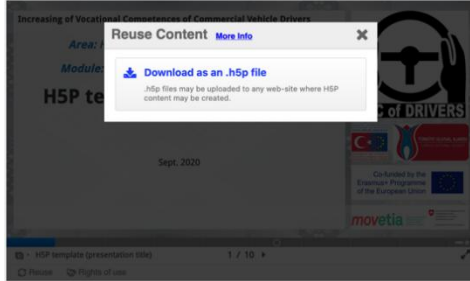 Increasing of Vocational Competences of Commercial Vehicle Drivers
Reuse Content More Info
Area:
Module:
Download as an .h5p file
.h5p files may be uploaded to any web-site where H5P
content may be created.
H5P te
C of DRIVERS
Sept. 2020
Co-funded by the
Erasmus+ Programme
of the European Union
movetia
H5P template (presentation title)
1 / 10
Reuse
Rights of use